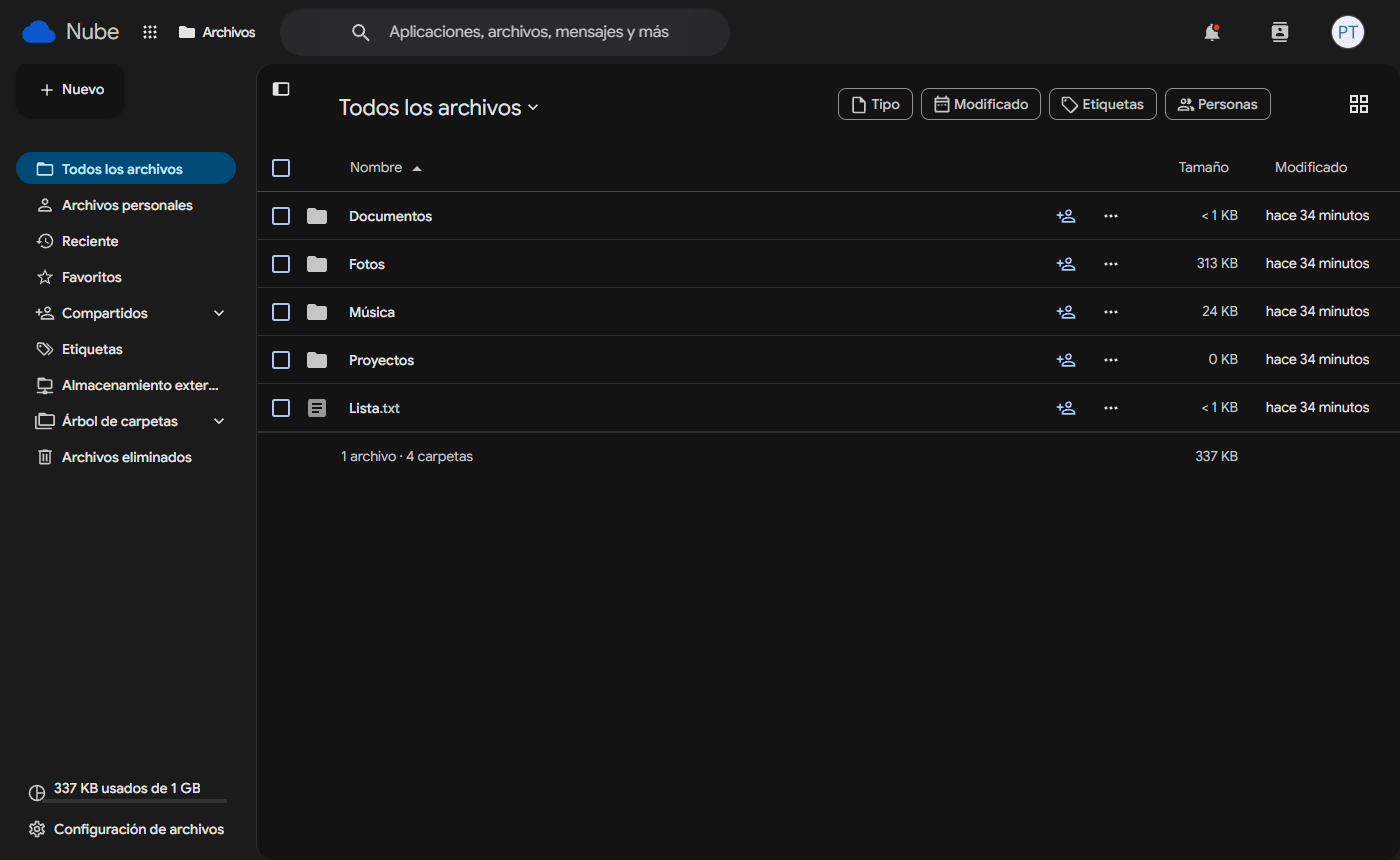 Nube
Archivos
Aplicaciones, archivos, mensajes y más
PT
Nuevo
Todos los archivos
Archivos personales
Reciente
Favoritos
Compartidos
Etiquetas
Almacenamiento exter...
Árbol de carpetas
Archivos eliminados
337 KB usados de 1 GB
Configuración de archivos
Todos los archivos
Tipo
Modificado
Etiquetas
Personas
Nombre Tamaño Modificado
Documentos < 1 KB hace 34 minutos
Fotos 313 KB hace 34 minutos
Música 24 KB hace 34 minutos
Proyectos 0 KB hace 34 minutos
Lista.txt < 1 KB hace 34 minutos
1 archivo · 4 carpetas 337 KB